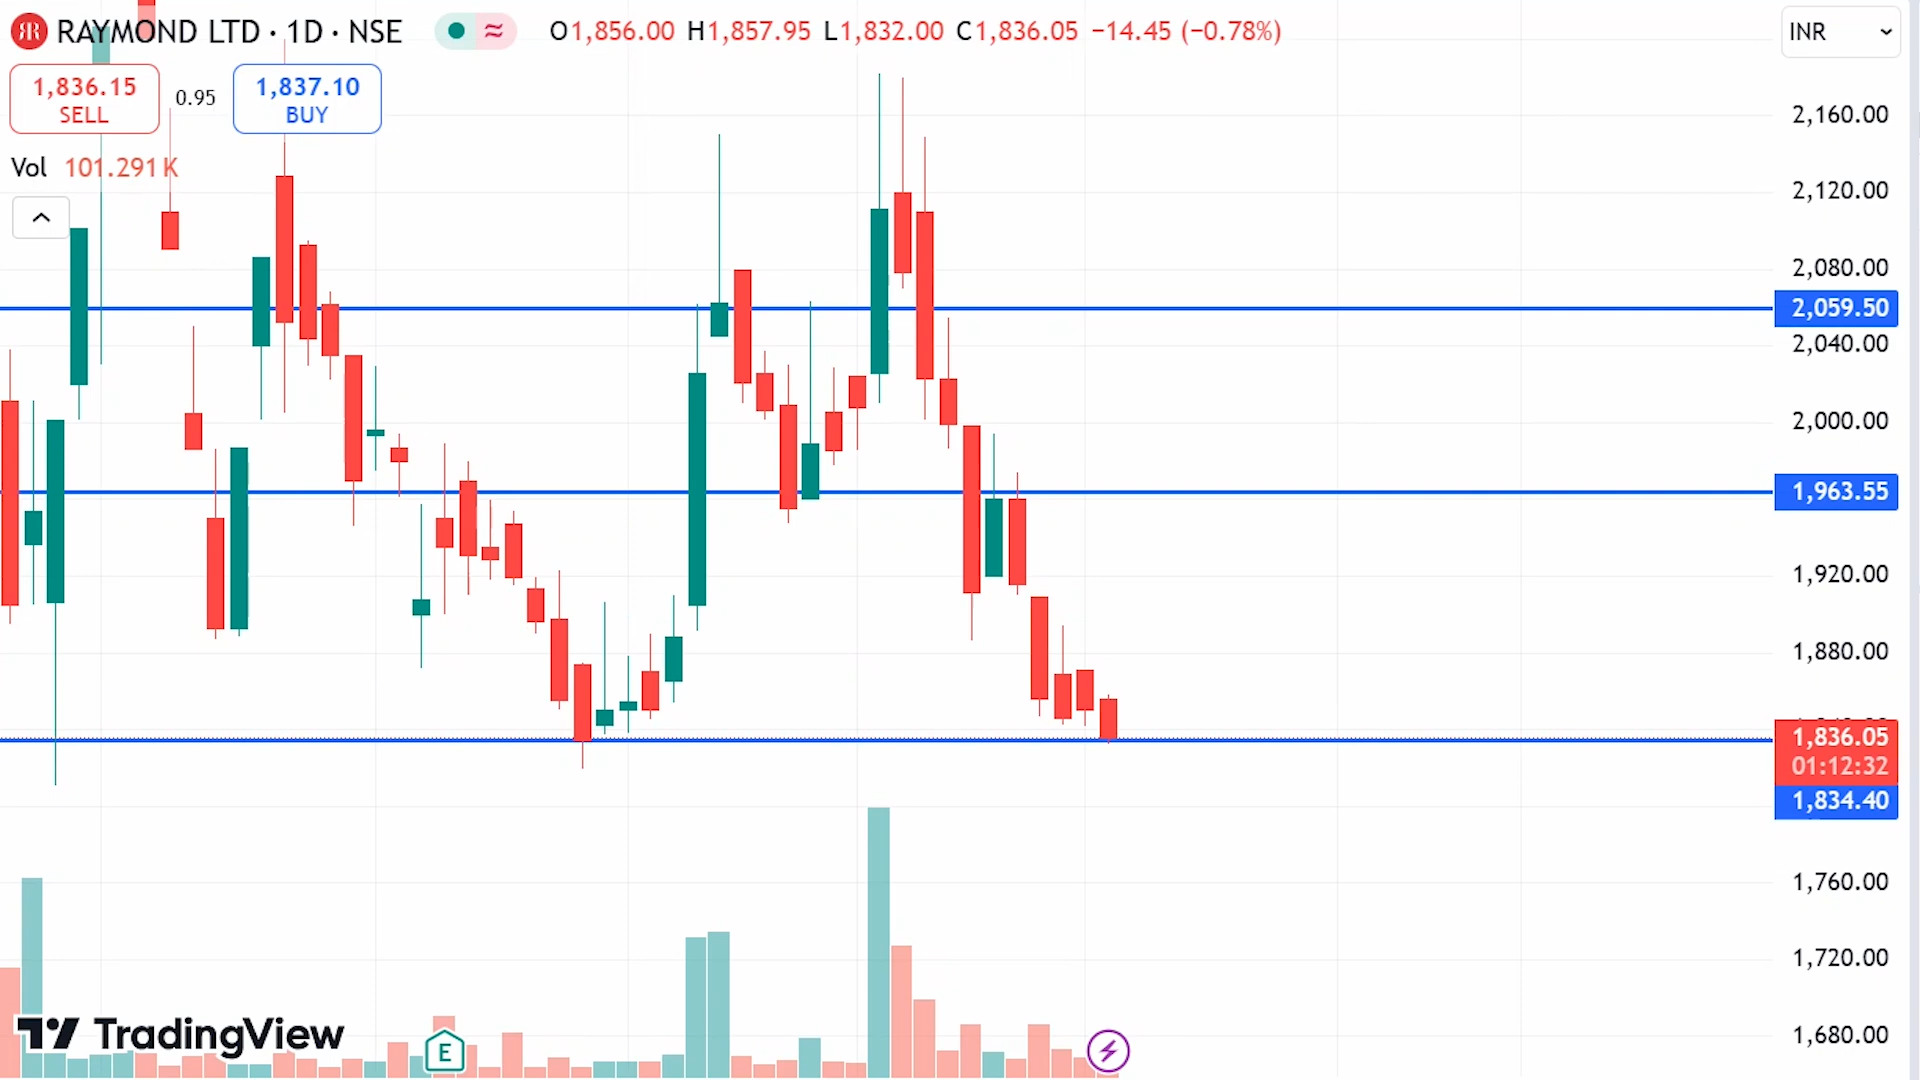 RAYMOND LTD · 1D · NSE
≈
O1,856.00 H1,857.95 L1,832.00 C1,836.05 −14.45 (−0.78%)
INR
1,836.15
SELL
0.95
1,837.10
BUY
Vol 101.291 K
2,160.00
2,120.00
2,080.00
2,059.50
2,040.00
2,000.00
1,963.55
1,920.00
1,880.00
1,836.05
01:12:32
1,834.40
1,760.00
1,720.00
1,680.00
TradingView
E